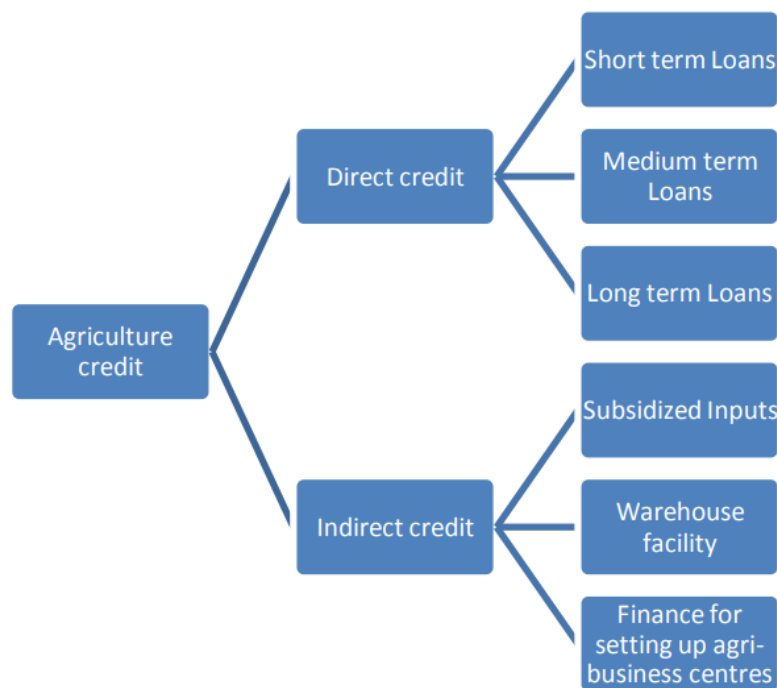 Agriculture
credit
Direct credit
Short term Loans
Medium term
Loans
Long term Loans
Indirect credit
Subsidized Inputs
Warehouse
facility
Finance for
setting up agri-
business centres